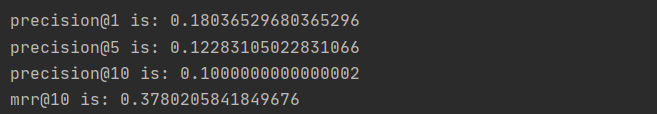 precision@1 is: 0.18036529680365296
precision@5 is: 0.12283105022831066
precision@10 is: 0.1000000000000002
mrr@10 is: 0.3780205841849676